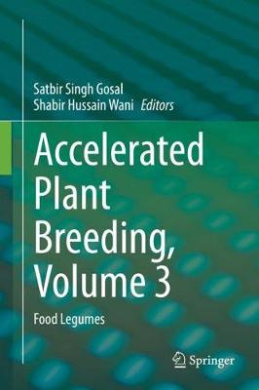 Satbir Singh Gosal
Shabir Hussain Wani Editors
Accelerated
Plant
Breeding,
Volume 3
Food Legumes
Springer